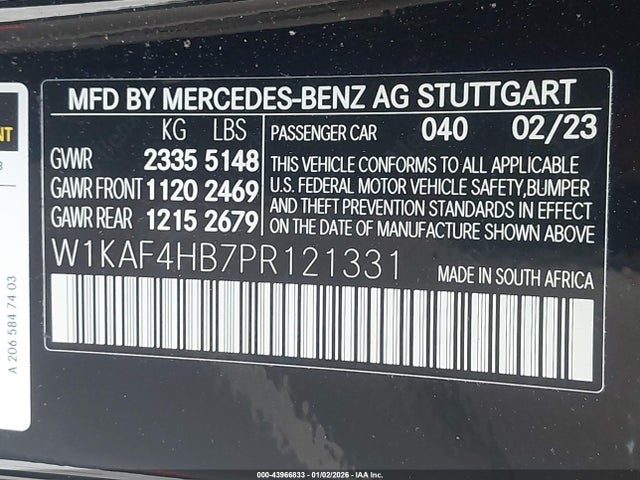 MFD BY MERCEDES-BENZ AG STUTTGART
KG LBS
GVWR 2335 5148
GAWR FRONT 1120 2469
GAWR REAR 1215 2679
PASSENGER CAR 040 02/23
THIS VEHICLE CONFORMS TO ALL APPLICABLE
U.S. FEDERAL MOTOR VEHICLE SAFETY,BUMPER
AND THEFT PREVENTION STANDARDS IN EFFECT
ON THE DATE OF MANUFACTURE SHOWN ABOVE
W1KAF4HB7PR121331 MADE IN SOUTH AFRICA
A 206 584 74 03
000-43966833 - 01/02/2026 - IAA Inc.